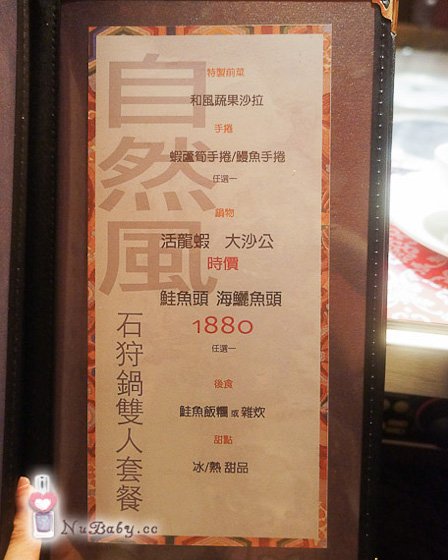 自然風
石狩鍋雙人套餐
特製前菜
和風蔬果沙拉
手捲
蝦蘆筍手捲/鰻魚手捲
任選一
鍋物
活龍蝦 大沙公
時價
鮭魚頭 海鱺魚頭
1880
任選一
後食
鮭魚飯糰 或 雜炊
甜點
冰/熱 甜品
NuBaby.cc